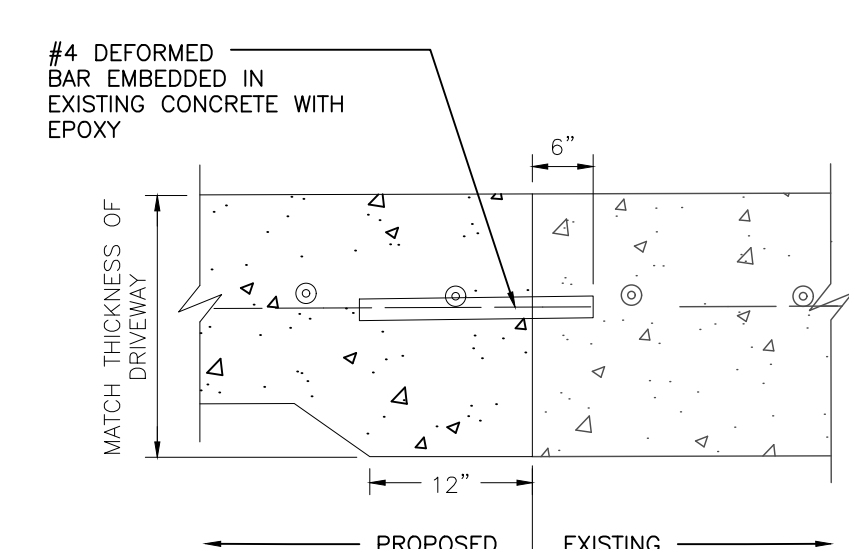 #4 DEFORMED
BAR EMBEDDED IN
EXISTING CONCRETE WITH
EPOXY
6”
MATCH THICKNESS OF
DRIVEWAY
12”
PROPOSED
EXISTING